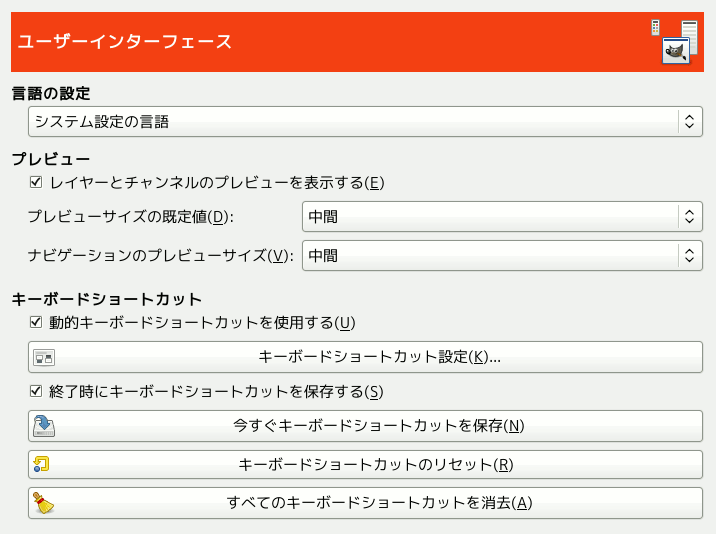 ユーザーインターフェース
言語の設定
システム設定の言語
プレビュー
レイヤーとチャンネルのプレビューを表示する(E)
プレビューサイズの既定値(D): 中間
ナビゲーションのプレビューサイズ(V): 中間
キーボードショートカット
動的キーボードショートカットを使用する(U)
キーボードショートカット設定(K)...
終了時にキーボードショートカットを保存する(S)
今すぐキーボードショートカットを保存(N)
キーボードショートカットのリセット(R)
すべてのキーボードショートカットを消去(A)